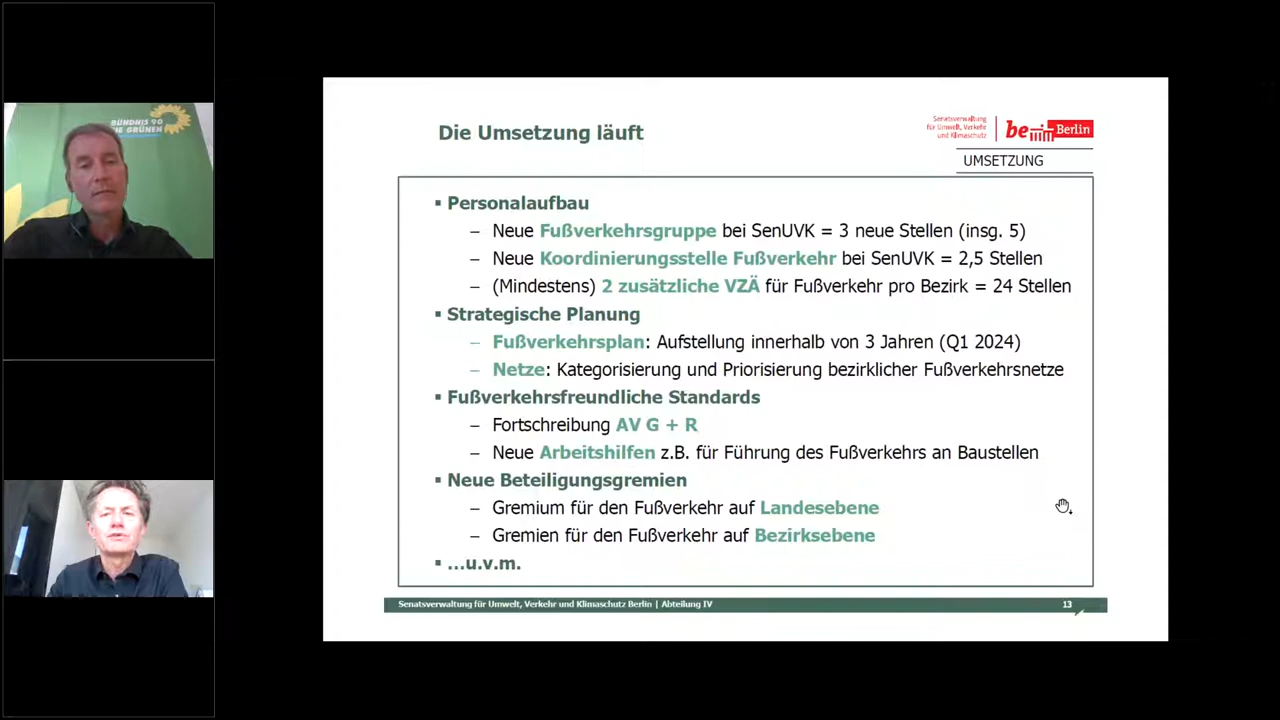 BÜNDNIS 90
DIE GRÜNEN
Die Umsetzung läuft
Senatsverwaltung
für Umwelt, Verkehr
und Klimaschutz
be Berlin
UMSETZUNG
▪ Personalaufbau
– Neue Fußverkehrsgruppe bei SenUVK = 3 neue Stellen (insg. 5)
– Neue Koordinierungsstelle Fußverkehr bei SenUVK = 2,5 Stellen
– (Mindestens) 2 zusätzliche VZÄ für Fußverkehr pro Bezirk = 24 Stellen
▪ Strategische Planung
– Fußverkehrsplan: Aufstellung innerhalb von 3 Jahren (Q1 2024)
– Netze: Kategorisierung und Priorisierung bezirklicher Fußverkehrsnetze
▪ Fußverkehrsfreundliche Standards
– Fortschreibung AV G + R
– Neue Arbeitshilfen z.B. für Führung des Fußverkehrs an Baustellen
▪ Neue Beteiligungsgremien
– Gremium für den Fußverkehr auf Landesebene
– Gremien für den Fußverkehr auf Bezirksebene
▪ ...u.v.m.
Senatsverwaltung für Umwelt, Verkehr und Klimaschutz Berlin | Abteilung IV 13